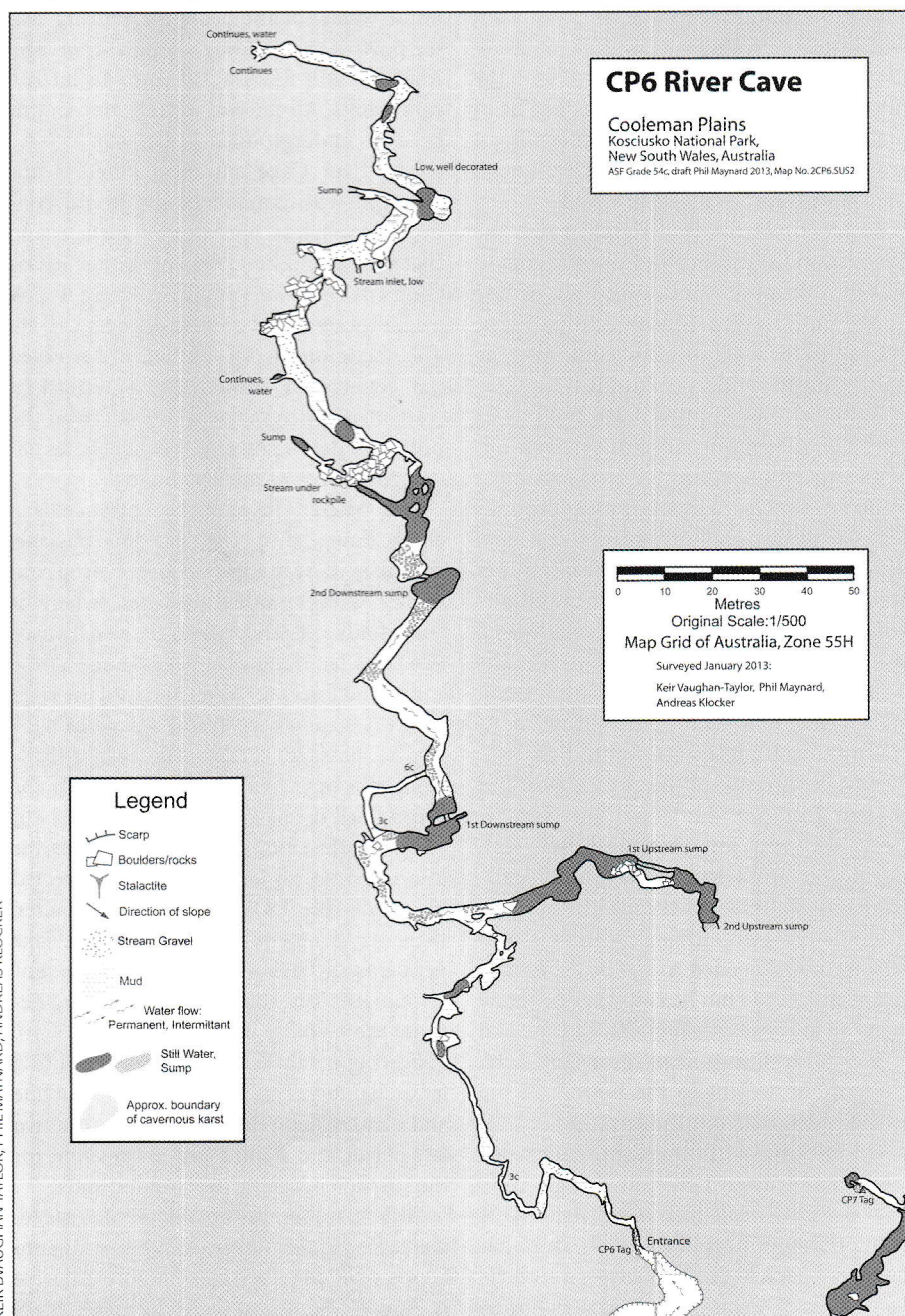 Continues, water
Continues
CP6 River Cave
Cooleman Plains
Kosciusko National Park,
New South Wales, Australia
ASF Grade 54c, draft Phil Maynard 2013, Map No. 2CP6.SUS2
Low, well decorated
Sump
Stream inlet, low
Continues,
water
Sump
Stream under
rockpile
2nd Downstream sump
0 10 20 30 40 50
Metres
Original Scale:1/500
Map Grid of Australia, Zone 55H
Surveyed January 2013:
Keir Vaughan-Taylor, Phil Maynard,
Andreas Klocker
6c
3c
1st Downstream sump
1st Upstream sump
2nd Upstream sump
Legend
Scarp
Boulders/rocks
Stalactite
Direction of slope
Stream Gravel
Mud
Water flow:
Permanent, Intermittant
Still Water,
Sump
Approx. boundary
of cavernous karst
3c
CP6 Tag
Entrance
CP7 Tag
PHIL MAYNARD, ANDREAS KLOCKER